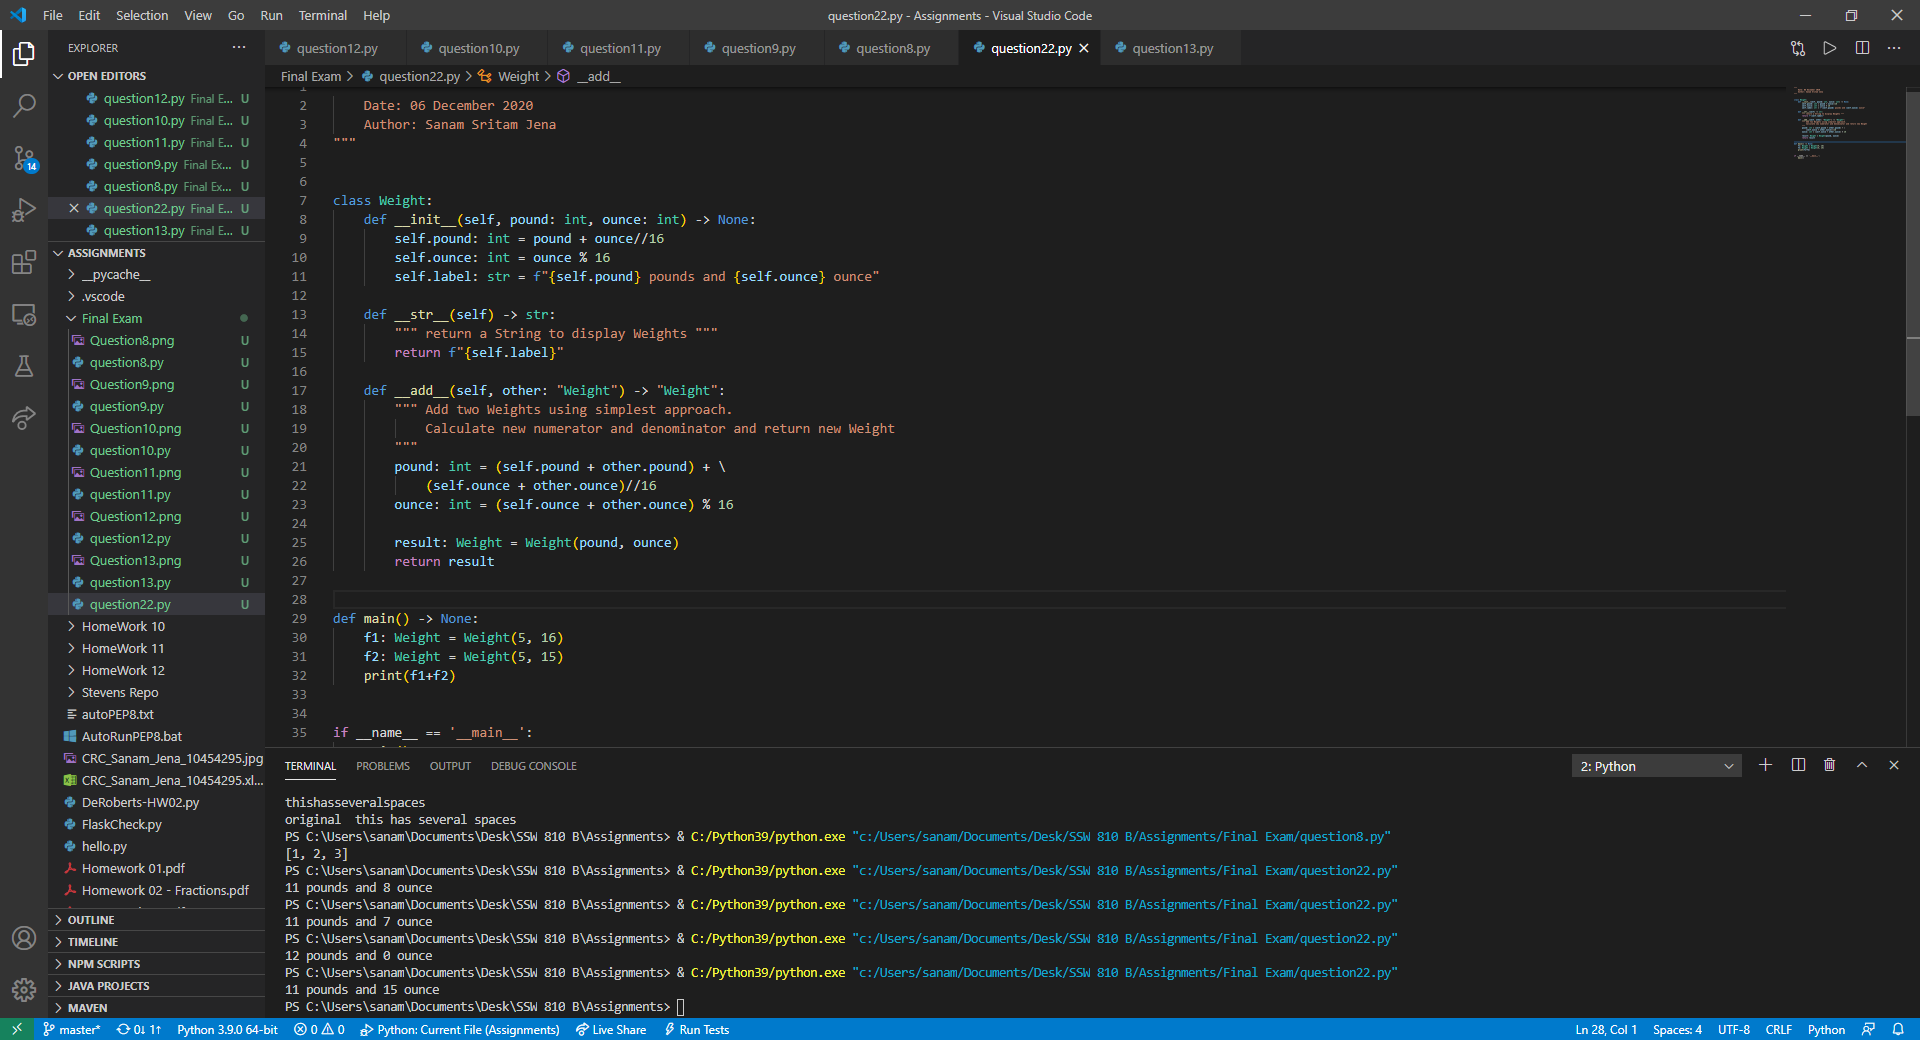 File Edit Selection View Go Run Terminal Help
question22.py - Assignments - Visual Studio Code
EXPLORER
question12.py question10.py question11.py question9.py question8.py question22.py question13.py
OPEN EDITORS
Final Exam > question22.py > Weight > __add__
question12.py Final E... U
question10.py Final E... U
question11.py Final E... U
question9.py Final Ex... U
question8.py Final Ex... U
question22.py Final E... U
question13.py Final E... U
14
ASSIGNMENTS
__pycache__
.vscode
Final Exam
Question8.png U
question8.py U
Question9.png U
question9.py U
Question10.png U
question10.py U
Question11.png U
question11.py U
Question12.png U
question12.py U
Question13.png U
question13.py U
question22.py U
HomeWork 10
HomeWork 11
HomeWork 12
Stevens Repo
autoPEP8.txt
AutoRunPEP8.bat
CRC_Sanam_Jena_10454295.jpg
CRC_Sanam_Jena_10454295.xl...
DeRoberts-HW02.py
FlaskCheck.py
hello.py
Homework 01.pdf
Homework 02 - Fractions.pdf
OUTLINE
TIMELINE
NPM SCRIPTS
JAVA PROJECTS
MAVEN
1
2 Date: 06 December 2020
3 Author: Sanam Sritam Jena
4 """
5
6
7 class Weight:
8 def __init__(self, pound: int, ounce: int) -> None:
9 self.pound: int = pound + ounce//16
10 self.ounce: int = ounce % 16
11 self.label: str = f"{self.pound} pounds and {self.ounce} ounce"
12
13 def __str__(self) -> str:
14 """ return a String to display Weights """
15 return f"{self.label}"
16
17 def __add__(self, other: "Weight") -> "Weight":
18 """ Add two Weights using simplest approach.
19 Calculate new numerator and denominator and return new Weight
20 """
21 pound: int = (self.pound + other.pound) + \
22 (self.ounce + other.ounce)//16
23 ounce: int = (self.ounce + other.ounce) % 16
24
25 result: Weight = Weight(pound, ounce)
26 return result
27
28
29 def main() -> None:
30 f1: Weight = Weight(5, 16)
31 f2: Weight = Weight(5, 15)
32 print(f1+f2)
33
34
35 if __name__ == '__main__':
TERMINAL PROBLEMS OUTPUT DEBUG CONSOLE
2: Python
thishasseveralspaces
original  this has several spaces
PS C:\Users\sanam\Documents\Desk\SSW 810 B\Assignments> & C:/Python39/python.exe "c:/Users/sanam/Documents/Desk/SSW 810 B/Assignments/Final Exam/question8.py"
[1, 2, 3]
PS C:\Users\sanam\Documents\Desk\SSW 810 B\Assignments> & C:/Python39/python.exe "c:/Users/sanam/Documents/Desk/SSW 810 B/Assignments/Final Exam/question22.py"
11 pounds and 8 ounce
PS C:\Users\sanam\Documents\Desk\SSW 810 B\Assignments> & C:/Python39/python.exe "c:/Users/sanam/Documents/Desk/SSW 810 B/Assignments/Final Exam/question22.py"
11 pounds and 7 ounce
PS C:\Users\sanam\Documents\Desk\SSW 810 B\Assignments> & C:/Python39/python.exe "c:/Users/sanam/Documents/Desk/SSW 810 B/Assignments/Final Exam/question22.py"
12 pounds and 0 ounce
PS C:\Users\sanam\Documents\Desk\SSW 810 B\Assignments> & C:/Python39/python.exe "c:/Users/sanam/Documents/Desk/SSW 810 B/Assignments/Final Exam/question22.py"
11 pounds and 15 ounce
PS C:\Users\sanam\Documents\Desk\SSW 810 B\Assignments>
master* 0↓ 1↑ Python 3.9.0 64-bit 0 0 Python: Current File (Assignments) Live Share Run Tests
Ln 28, Col 1 Spaces: 4 UTF-8 CRLF Python